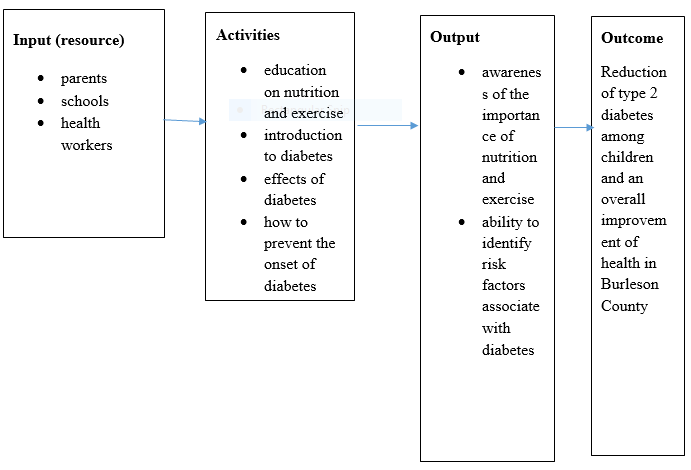 Input (resource)
• parents
• schools
• health
workers
Activities
• education
on nutrition
and exercise
• introduction
to diabetes
• effects of
diabetes
• how to
prevent the
onset of
diabetes
Output
• awarenes
s of the
importan
ce of
nutrition
and
exercise
• ability to
identify
risk
factors
associate
with
diabetes
Outcome
Reduction
of type 2
diabetes
among
children
and an
overall
improvem
ent of
health in
Burleson
County